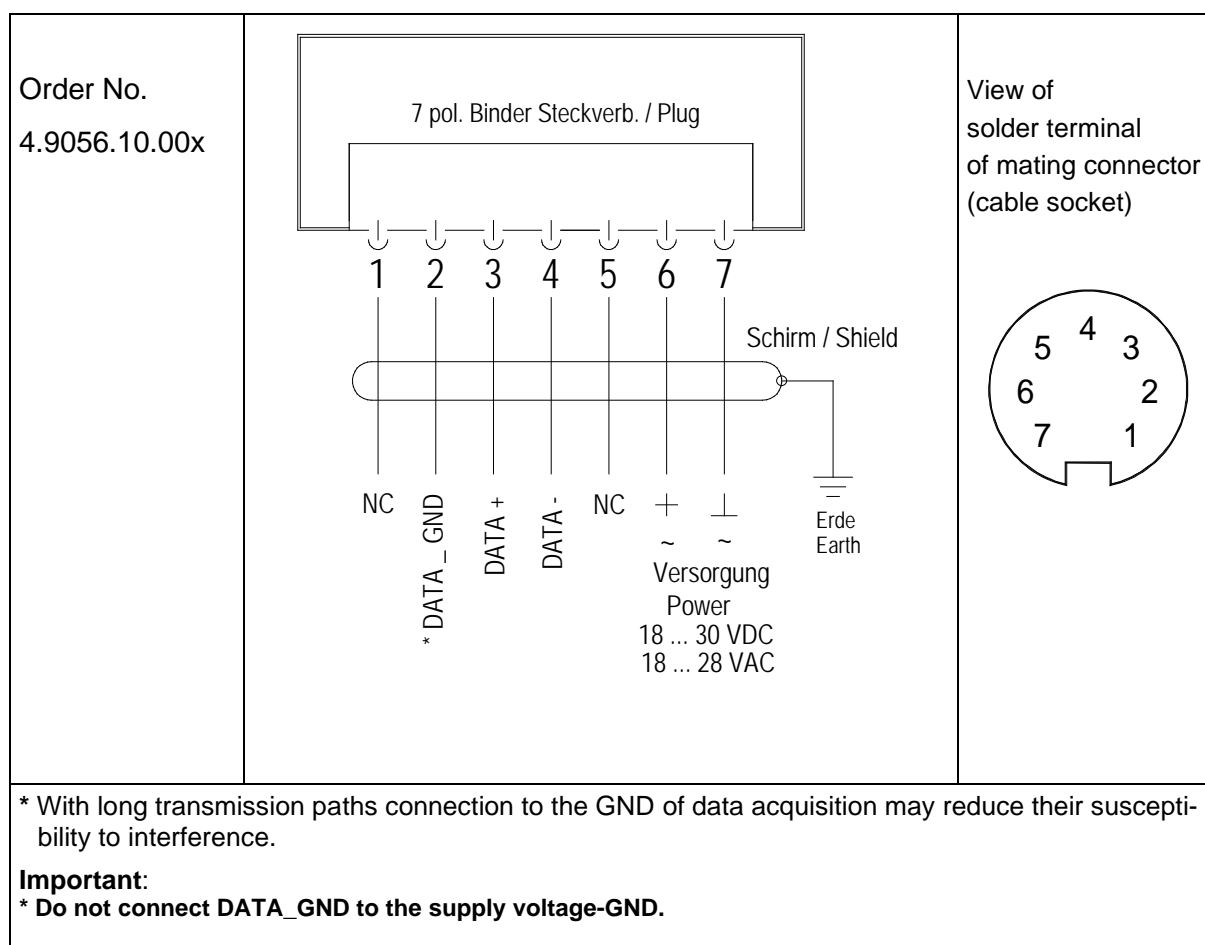 Order No.
4.9056.10.00x
7 pol. Binder Steckverb. / Plug
1 2 3 4 5 6 7
Schirm / Shield
NC
* DATA _ GND
DATA +
DATA -
NC
+ ⊥
~ ~
Versorgung
Power
18 ... 30 VDC
18 ... 28 VAC
Erde
Earth
View of
solder terminal
of mating connector
(cable socket)
5 4 3
6 2
7 1
* With long transmission paths connection to the GND of data acquisition may reduce their suscepti-
bility to interference.
Important:
* Do not connect DATA_GND to the supply voltage-GND.